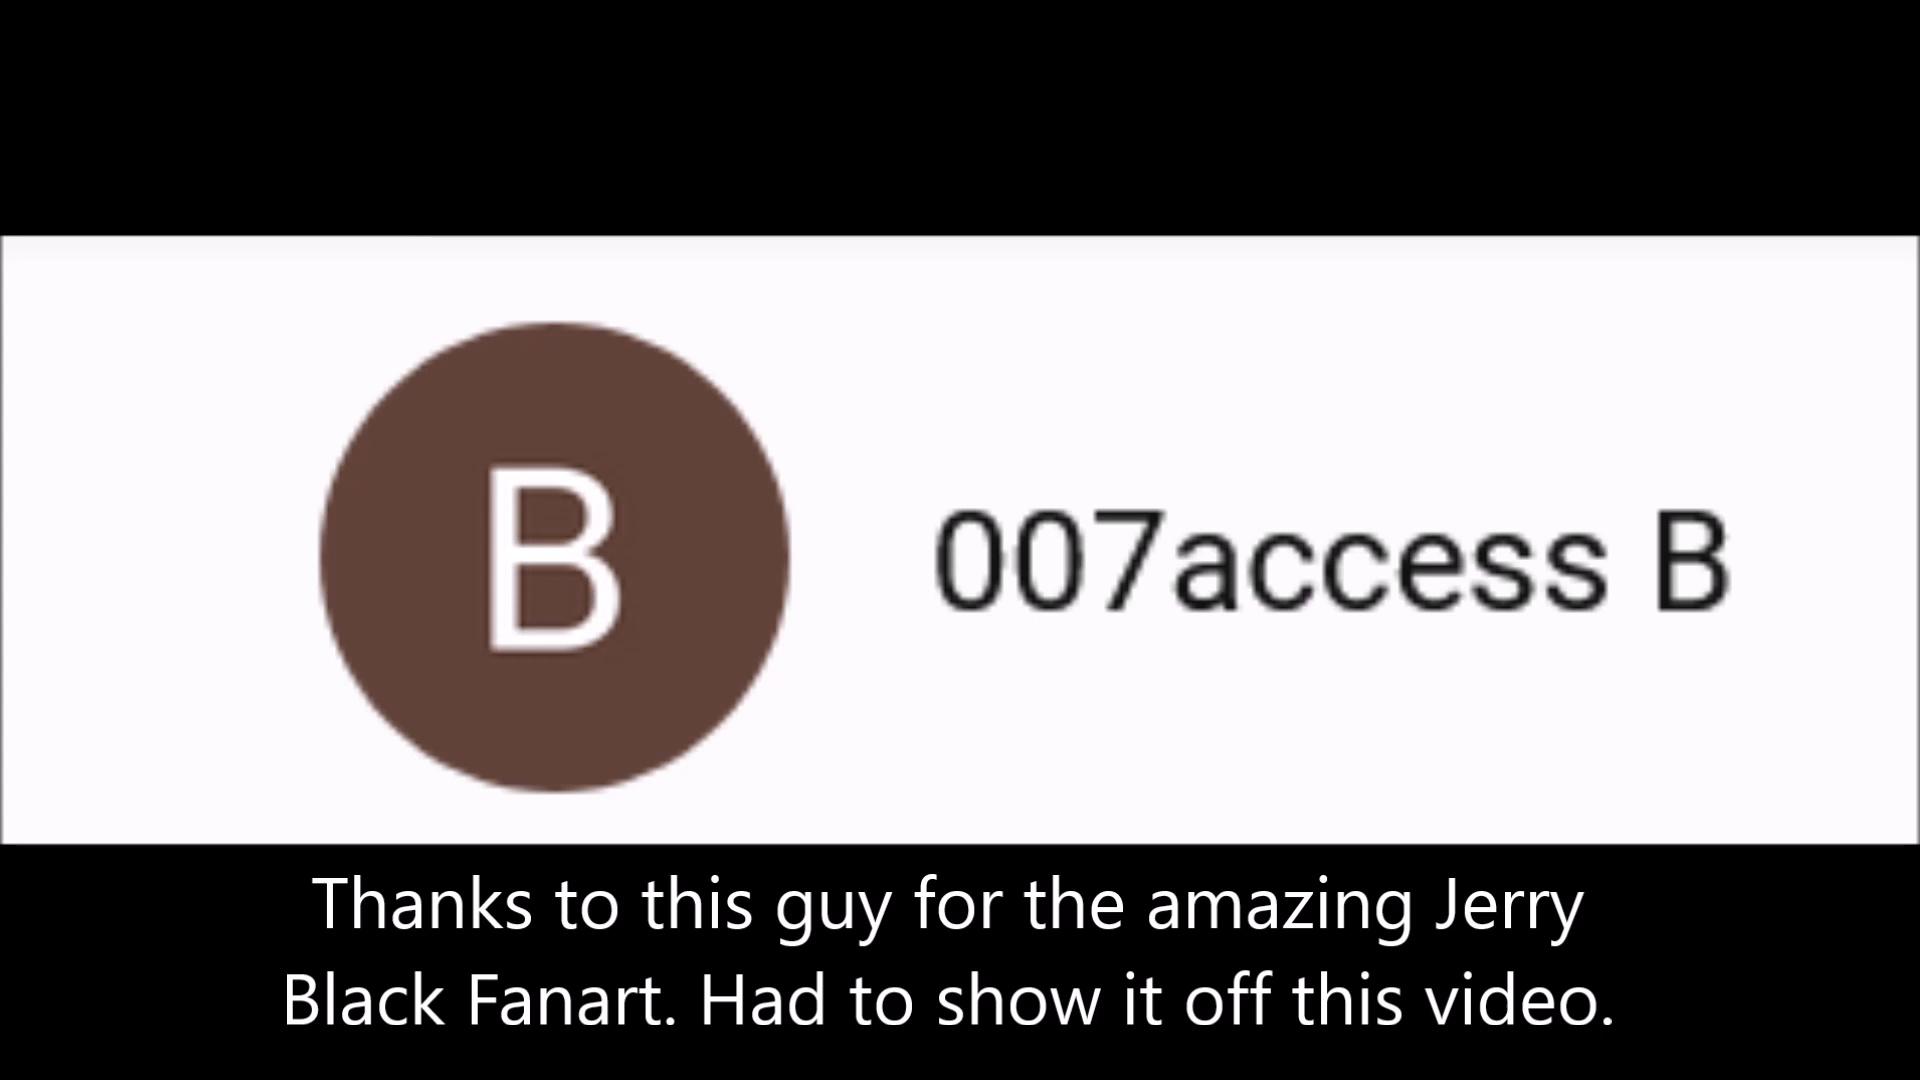 B
007access B
Thanks to this guy for the amazing Jerry
Black Fanart. Had to show it off this video.